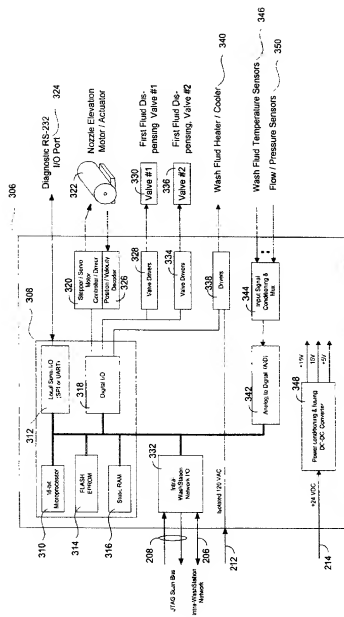 306
308
Diagnostic RS-232
I/O Port
324
Nozzle Elevation
Motor / Actuator
322
First Fluid Dis-
pensing Valve #1
330
Valve #1
First Fluid Dis-
pensing, Valve #2
336
Valve #2
Wash Fluid Heater / Cooler
340
Wash Fluid Temperature Sensors
346
Flow / Pressure Sensors
350
320
Stepper / Servo
Motor
Controller / Driver
Position / Velocity
Decoder
326
Valve Drivers
328
Valve Drivers
334
Drivers
338
Input Signal
Conditioning &
Mux
344
312
Local Serial I/O
(SPI or UART)
318
Digital I/O
310
16-bit
Microprocessor
314
FLASH
EPROM
316
Static RAM
332
Intra-
Wash/Station
Network I/O
342
Analog to Digital (A/D)
348
Power conditioning & fusing
DC-DC
Converter
+15V
+5V
+24 VDC
214
Isolated 120 VAC
212
208
JTAG Scan Bus
206
Intra-Wash/Station
Network